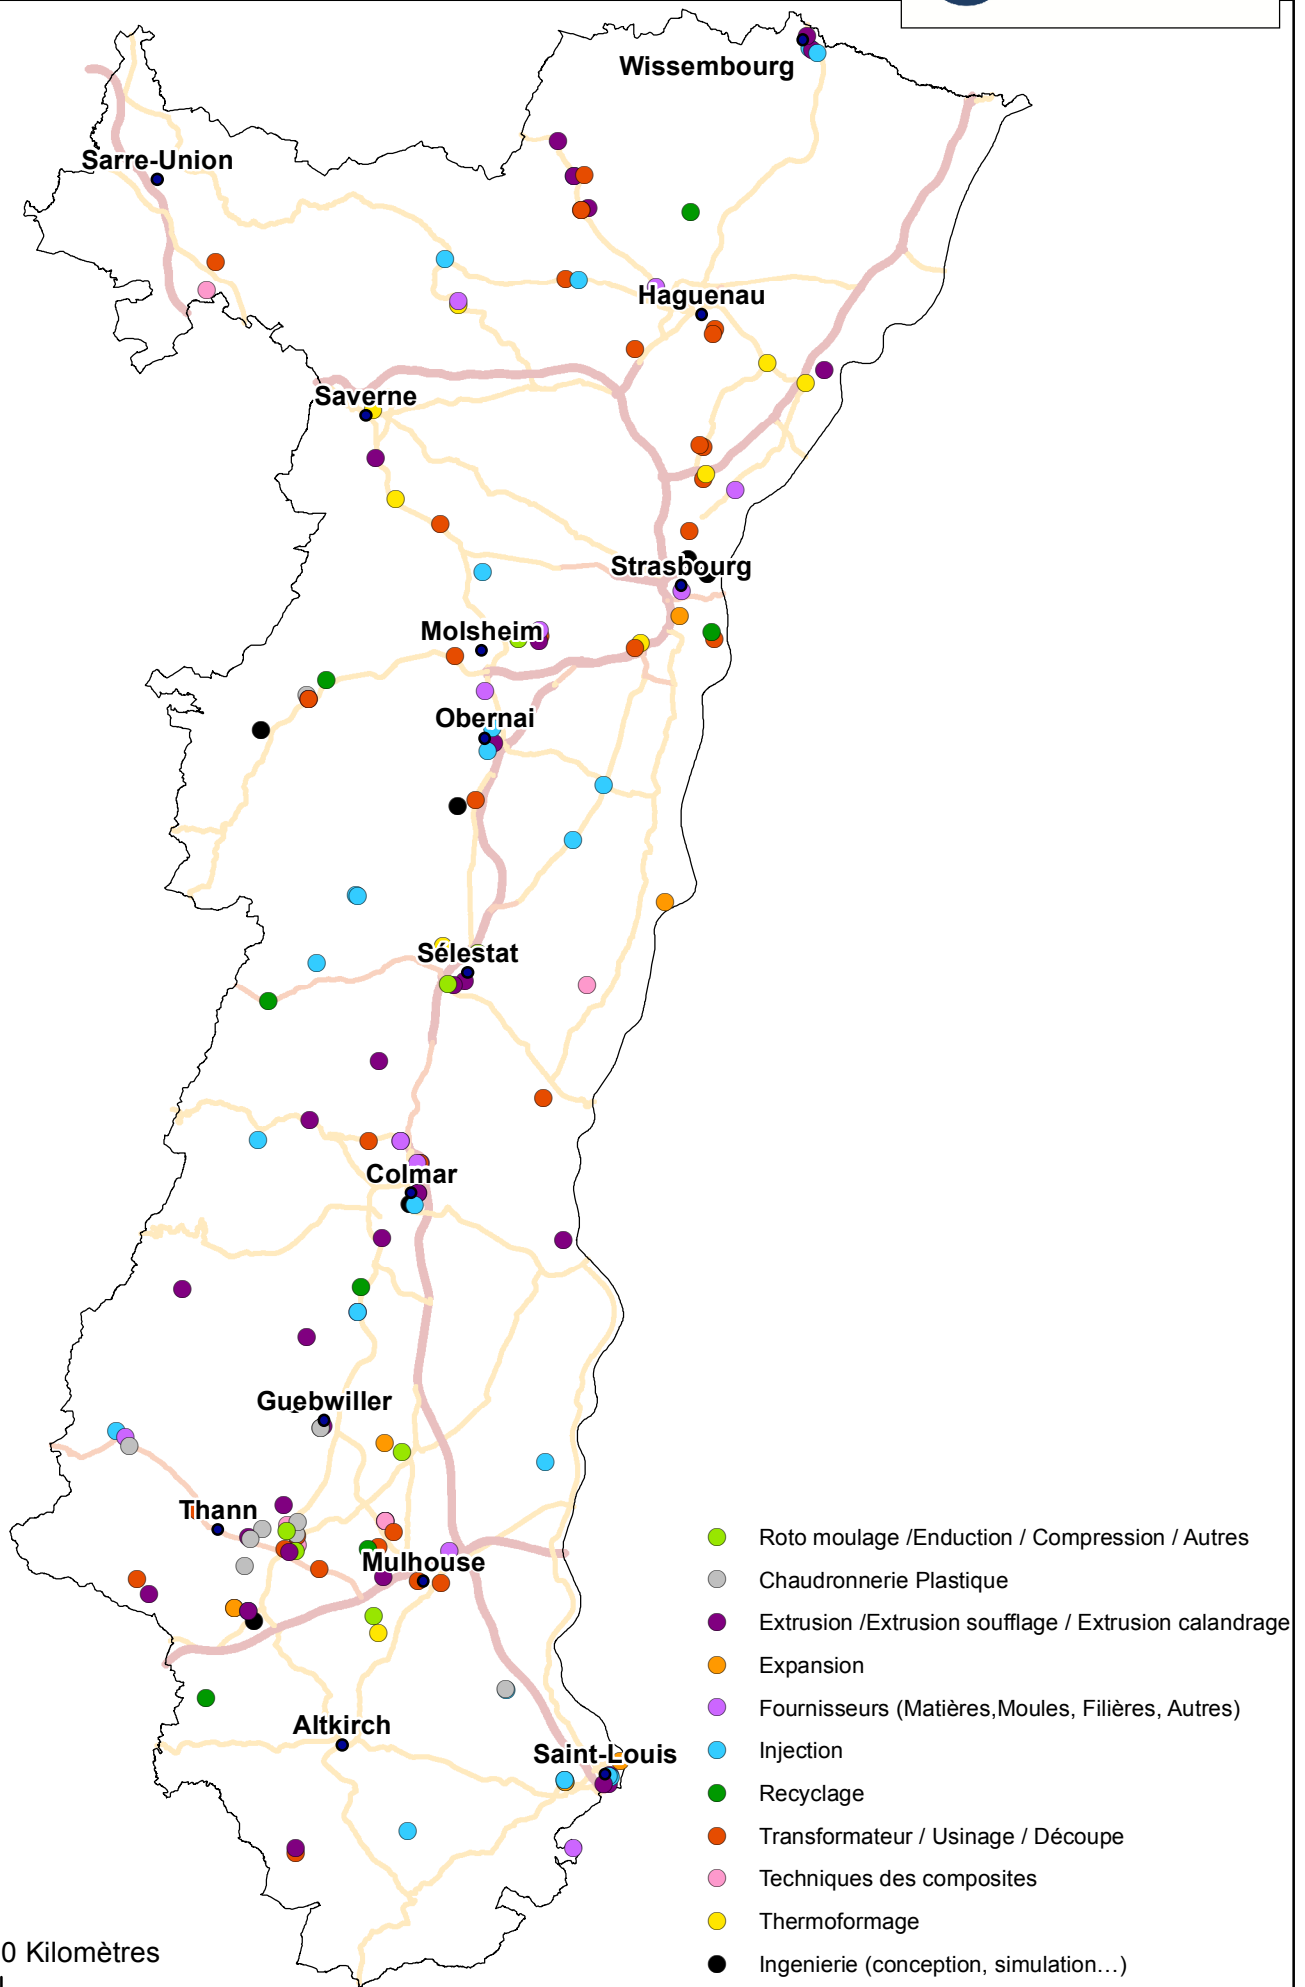 Wissembourg
Sarre-Union
Haguenau
Saverne
Strasbourg
Molsheim
Obernai
Sélestat
Colmar
Guebwiller
Thann
Mulhouse
Altkirch
Saint-Louis
Roto moulage /Enduction / Compression / Autres
Chaudronnerie Plastique
Extrusion /Extrusion soufflage / Extrusion calandrage
Expansion
Fournisseurs (Matières,Moules, Filières, Autres)
Injection
Recyclage
Transformateur / Usinage / Découpe
Techniques des composites
Thermoformage
Ingenierie (conception, simulation…)
0 Kilomètres